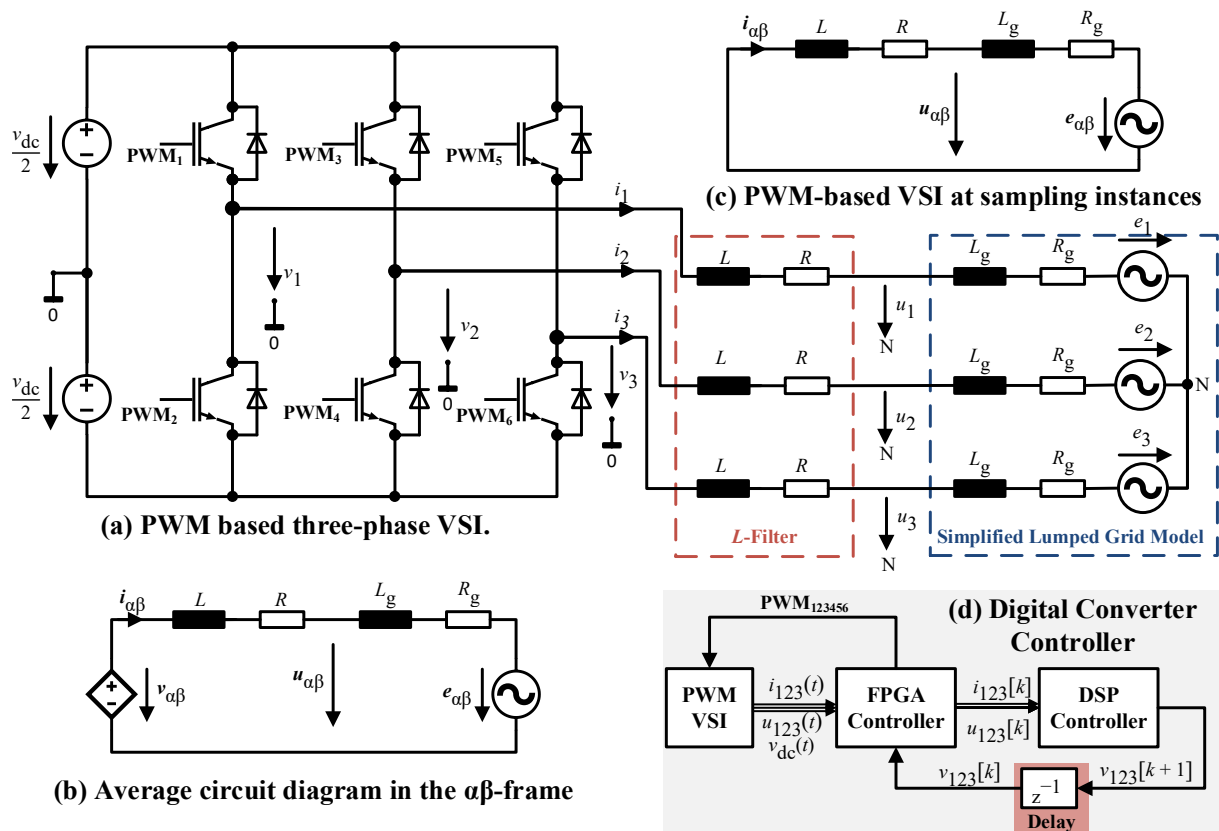 v_dc
2
v_dc
2
0
PWM₁
PWM₃
PWM₅
PWM₂
PWM₄
PWM₆
v₁
0
v₂
0
v₃
0
i₁
i₂
i₃
(a) PWM based three-phase VSI.
i_αβ
L
R
L_g
R_g
u_αβ
e_αβ
(c) PWM-based VSI at sampling instances
L
R
L_g
R_g
e₁
u₁
N
L
R
L_g
R_g
e₂
N
u₂
N
L
R
L_g
R_g
e₃
u₃
N
L-Filter
Simplified Lumped Grid Model
i_αβ
L
R
L_g
R_g
v_αβ
u_αβ
e_αβ
(b) Average circuit diagram in the αβ-frame
(d) Digital Converter
Controller
PWM₁₂₃₄₅₆
PWM
VSI
i₁₂₃(t)
u₁₂₃(t)
v_dc(t)
FPGA
Controller
i₁₂₃[k]
u₁₂₃[k]
DSP
Controller
v₁₂₃[k]
z⁻¹
v₁₂₃[k + 1]
Delay